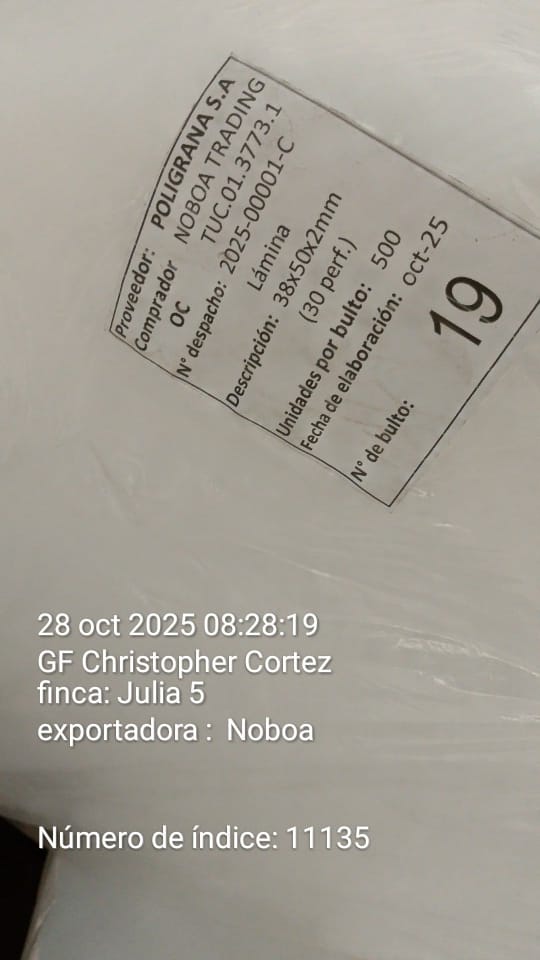 Proveedor: POLIGRANA S.A
Comprador NOBOA TRADING
OC TUC.01.3773.1
N° despacho: 2025-00001-C
Lámina
Descripción: 38x50x2mm
(30 perf.)
Unidades por bulto: 500
Fecha de elaboración: oct-25
N° de bulto: 19
28 oct 2025 08:28:19
GF Christopher Cortez
finca: Julia 5
exportadora : Noboa
Número de índice: 11135